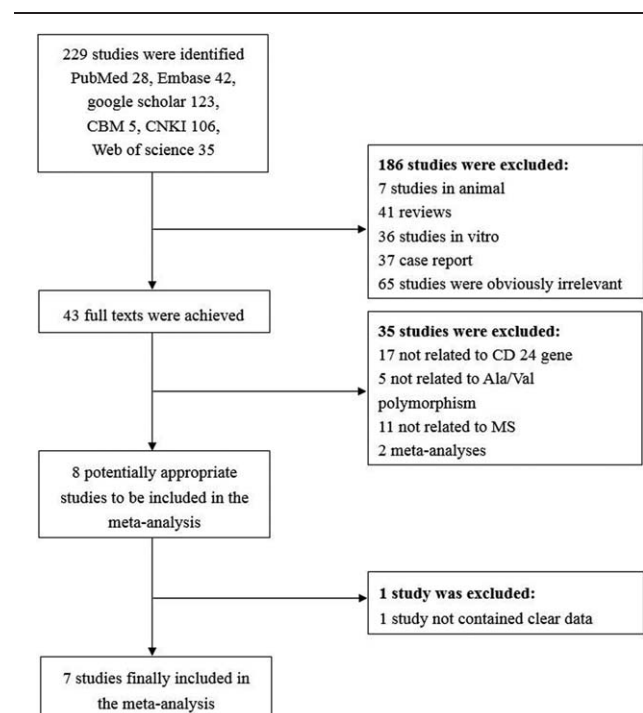 229 studies were identified
PubMed 28, Embase 42,
google scholar 123,
CBM 5, CNKI 106,
Web of science 35
186 studies were excluded:
7 studies in animal
41 reviews
36 studies in vitro
37 case report
65 studies were obviously irrelevant
43 full texts were achieved
35 studies were excluded:
17 not related to CD 24 gene
5 not related to Ala/Val
polymorphism
11 not related to MS
2 meta-analyses
8 potentially appropriate
studies to be included in the
meta-analysis
1 study was excluded:
1 study not contained clear data
7 studies finally included in
the meta-analysis